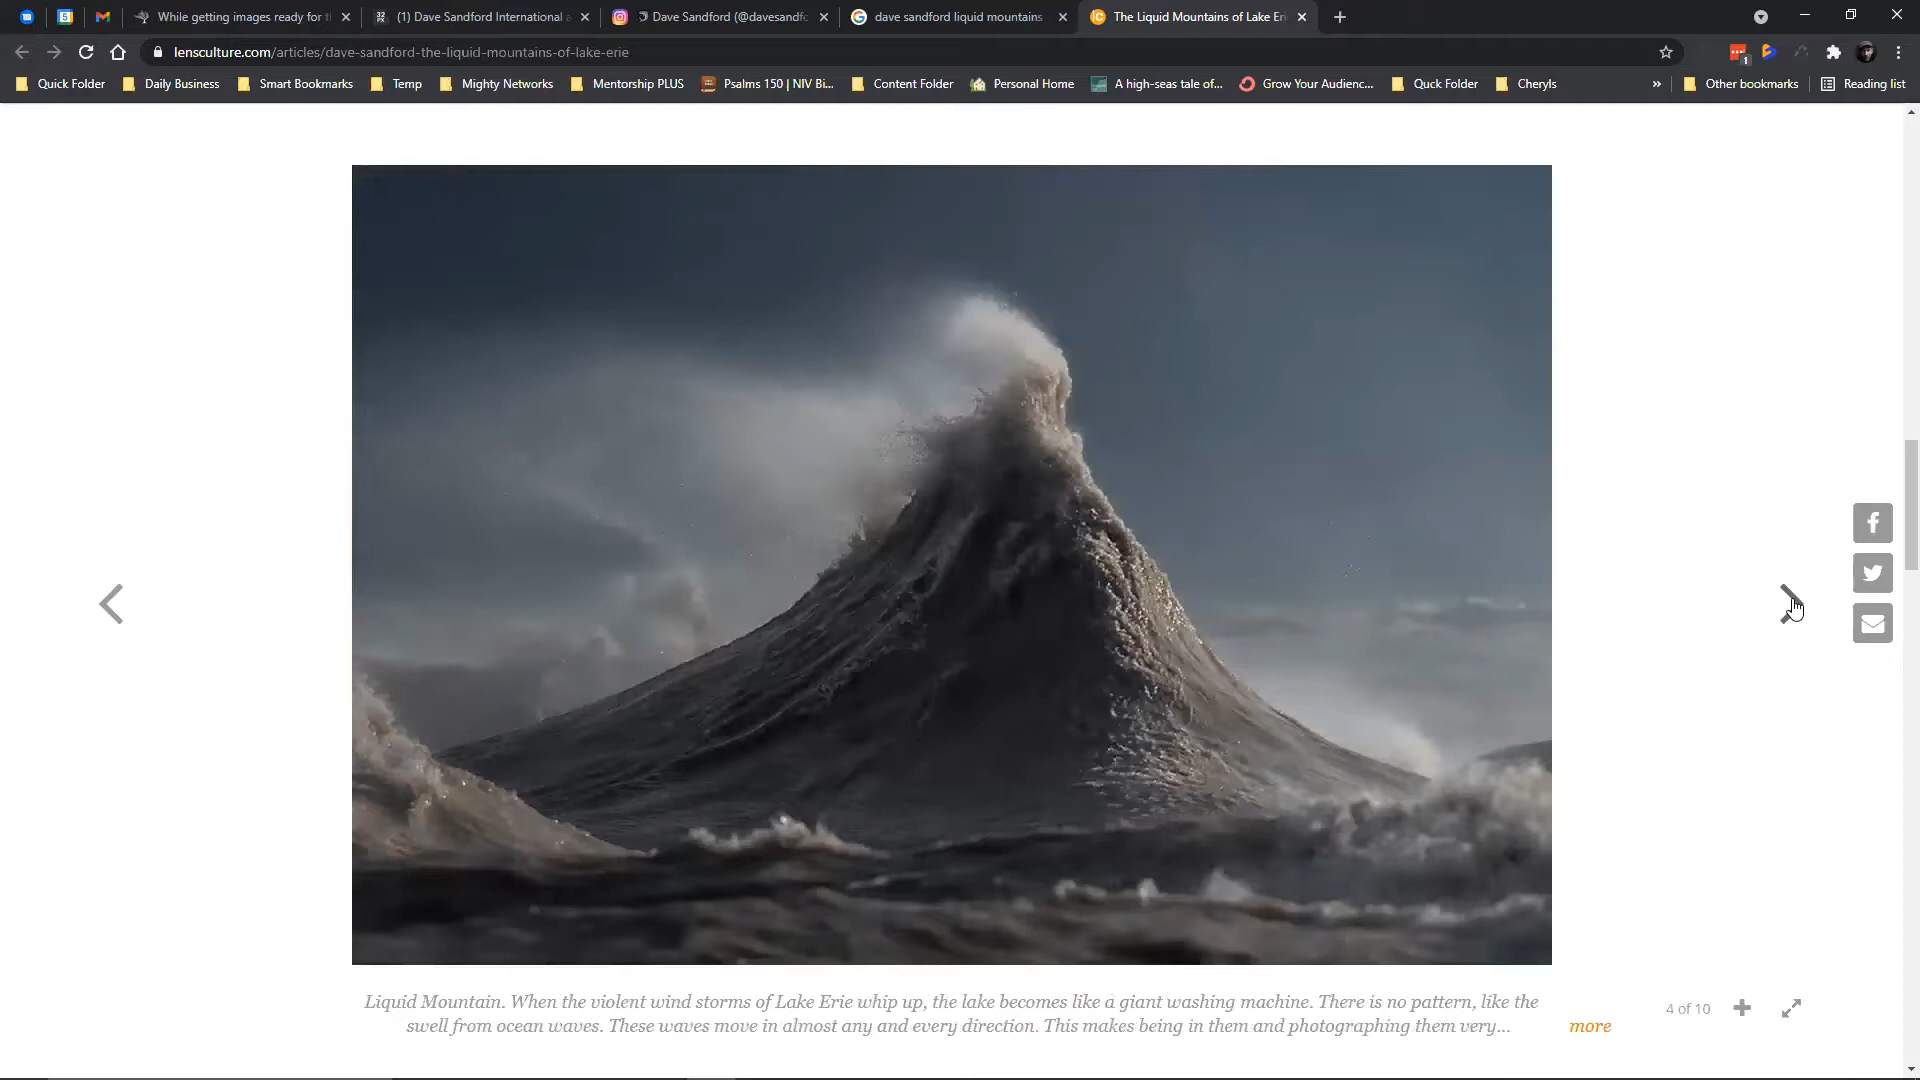 While getting images ready for t
(1) Dave Sandford International a
Dave Sandford (@davesandf
dave sandford liquid mountains
The Liquid Mountains of Lake Eri
lensculture.com/articles/dave-sandford-the-liquid-mountains-of-lake-erie
Quick Folder
Daily Business
Smart Bookmarks
Temp
Mighty Networks
Mentorship PLUS
Psalms 150 | NIV Bi...
Content Folder
Personal Home
A high-seas tale of...
Grow Your Audienc...
Quck Folder
Cheryls
»
Other bookmarks
Reading list
Liquid Mountain. When the violent wind storms of Lake Erie whip up, the lake becomes like a giant washing machine. There is no pattern, like the
swell from ocean waves. These waves move in almost any and every direction. This makes being in them and photographing them very...
more
4 of 10